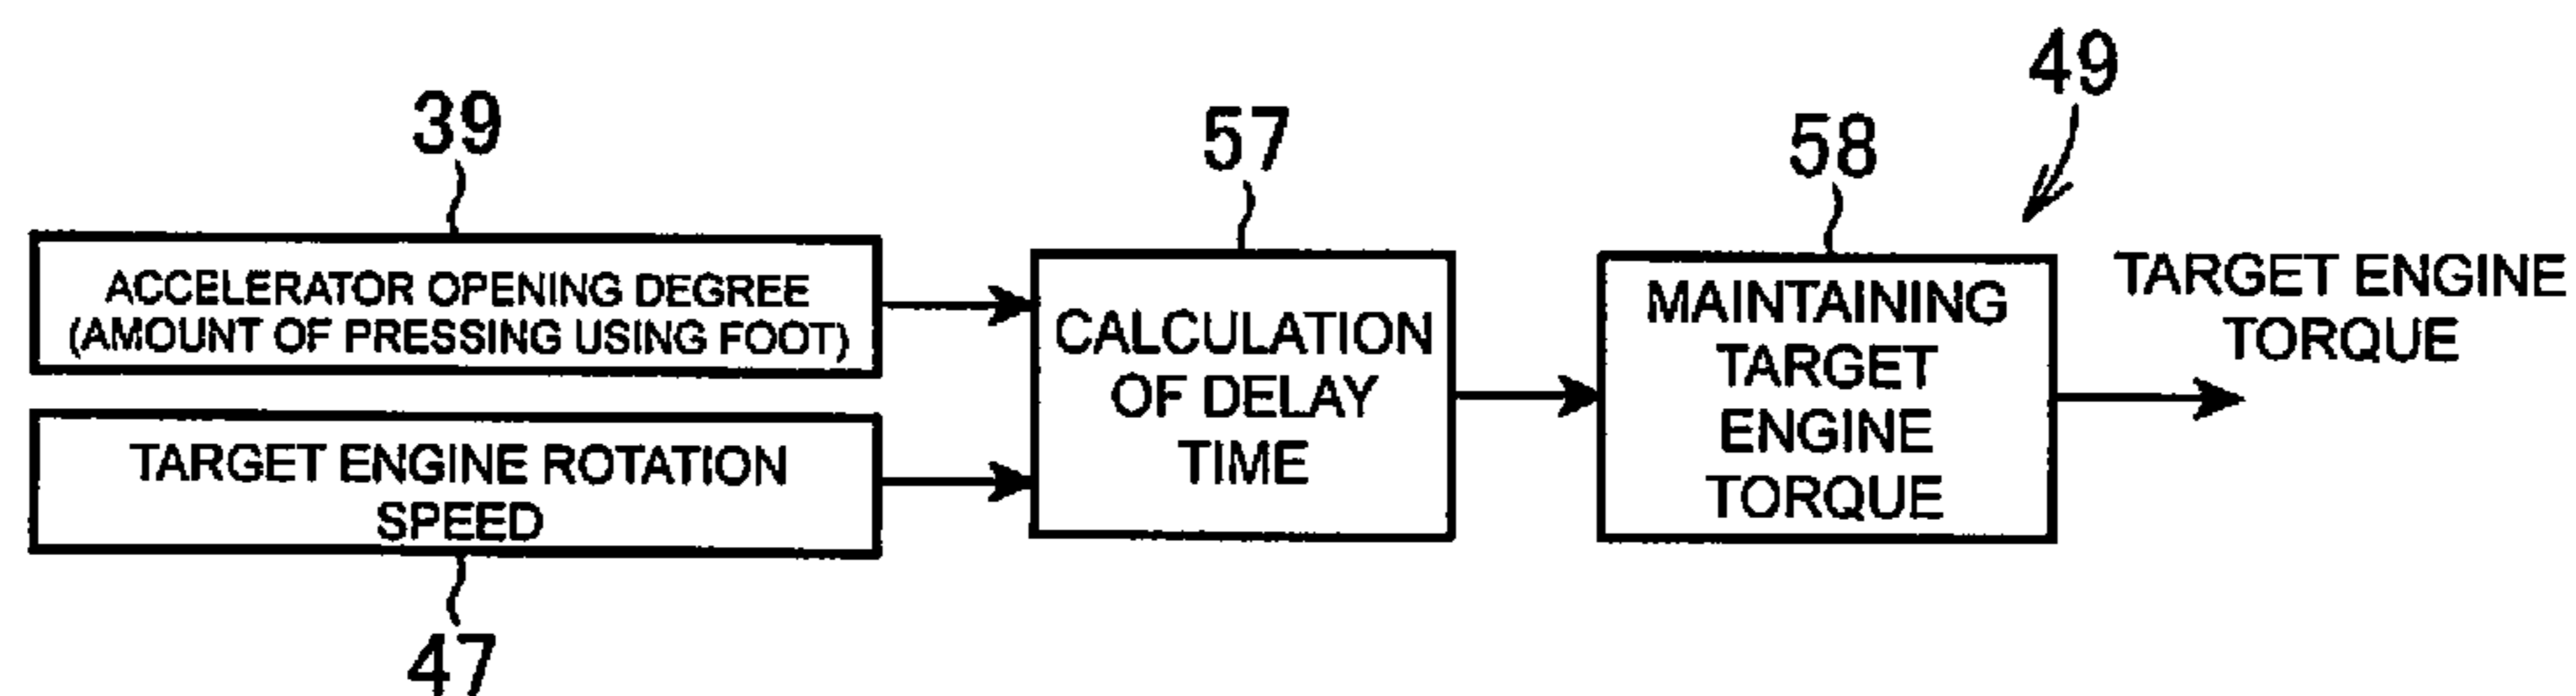 49
39
57
58
ACCELERATOR OPENING DEGREE
(AMOUNT OF PRESSING USING FOOT)
TARGET ENGINE ROTATION
SPEED
47
CALCULATION
OF DELAY
TIME
MAINTAINING
TARGET
ENGINE
TORQUE
TARGET ENGINE
TORQUE